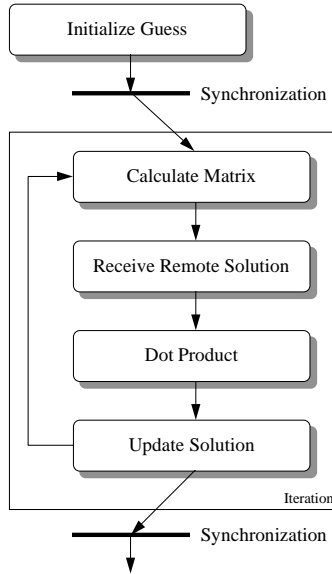 Initialize Guess
Synchronization
Calculate Matrix
Receive Remote Solution
Dot Product
Update Solution
Iteration
Synchronization